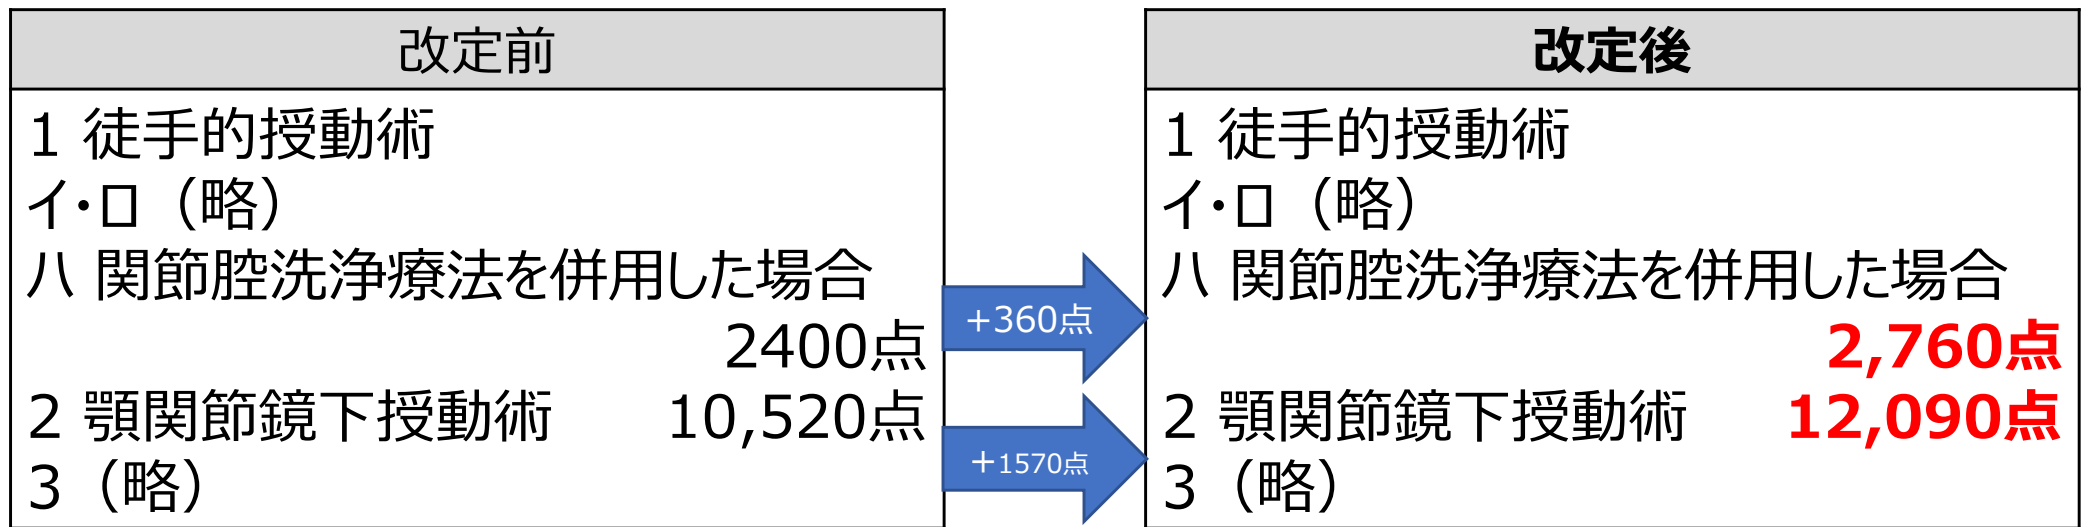 改定前
1 徒手的授動術
イ・ロ（略）
ハ 関節腔洗浄療法を併用した場合
2400点
2 顎関節鏡下授動術 10,520点
3（略）
+360点
+1570点
改定後
1 徒手的授動術
イ・ロ（略）
ハ 関節腔洗浄療法を併用した場合
2,760点
2 顎関節鏡下授動術 12,090点
3（略）